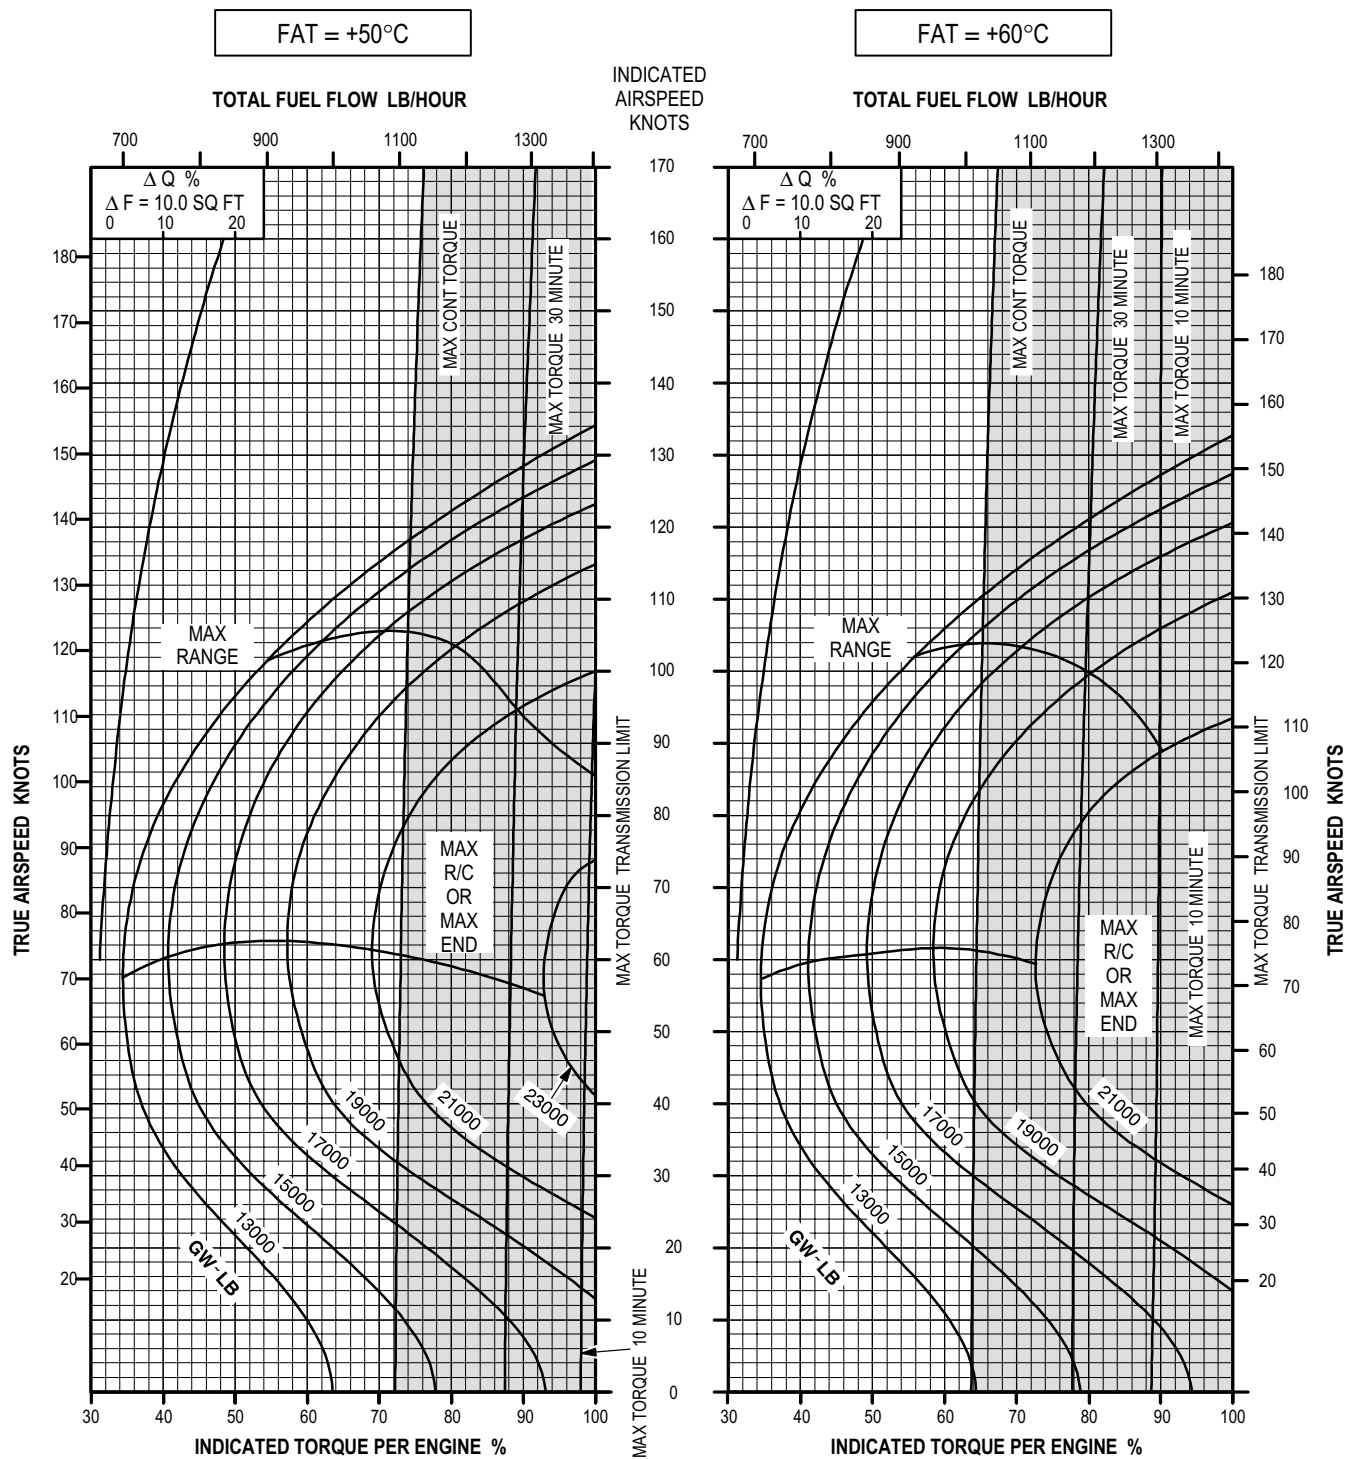 FAT = +50°C
FAT = +60°C
TOTAL FUEL FLOW LB/HOUR
INDICATED
AIRSPEED
KNOTS
TOTAL FUEL FLOW LB/HOUR
700 900 1100 1300
700 900 1100 1300
Δ Q %
Δ F = 10.0 SQ FT
0 10 20
Δ Q %
Δ F = 10.0 SQ FT
0 10 20
TRUE AIRSPEED KNOTS
180
170
160
150
140
130
120
110
100
90
80
70
60
50
40
30
20
MAX CONT TORQUE
MAX TORQUE 30 MINUTE
MAX RANGE
MAX
R/C
OR
MAX
END
23000
21000
19000
17000
15000
13000
GW~LB
MAX TORQUE TRANSMISSION LIMIT
MAX TORQUE 10 MINUTE
170
160
150
140
130
120
110
100
90
80
70
60
50
40
30
20
10
0
MAX CONT TORQUE
MAX TORQUE 30 MINUTE
MAX TORQUE 10 MINUTE
MAX
RANGE
MAX
R/C
OR
MAX
END
MAX TORQUE 10 MINUTE
21000
19000
17000
15000
13000
GW~LB
MAX TORQUE TRANSMISSION LIMIT
180
170
160
150
140
130
120
110
100
90
80
70
60
50
40
30
20
TRUE AIRSPEED KNOTS
30 40 50 60 70 80 90 100
30 40 50 60 70 80 90 100
INDICATED TORQUE PER ENGINE %
INDICATED TORQUE PER ENGINE %